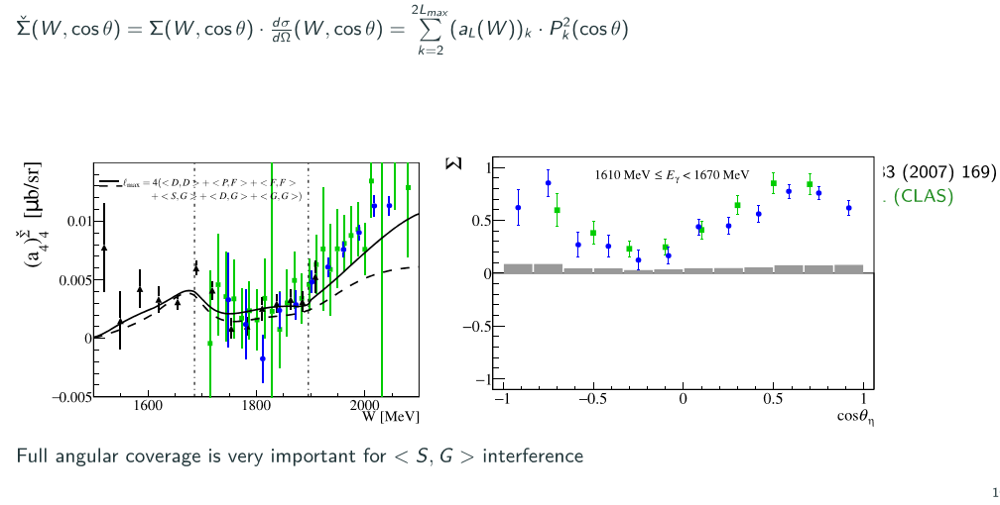 Σ̌(W, cos θ) = Σ(W, cos θ) · dσ/dΩ(W, cos θ) = ∑_{k=2}^{2L_max} (a_L(W))_k · P_k^2(cos θ)
(a_4)_4^Σ̌ [μb/sr]
ℓ_max = 4(< D, D > + < P, F > + < F, F >
+ < S, G > + < D, G > + < G, G >)
0.01
0.005
0
−0.005
1600
1800
2000
W [MeV]
Σ
1610 MeV ≤ E_γ < 1670 MeV
1
0.5
0
−0.5
−1
−1
−0.5
0
0.5
1
cosθ_η
33 (2007) 169)
(CLAS)
Full angular coverage is very important for < S, G > interference
1